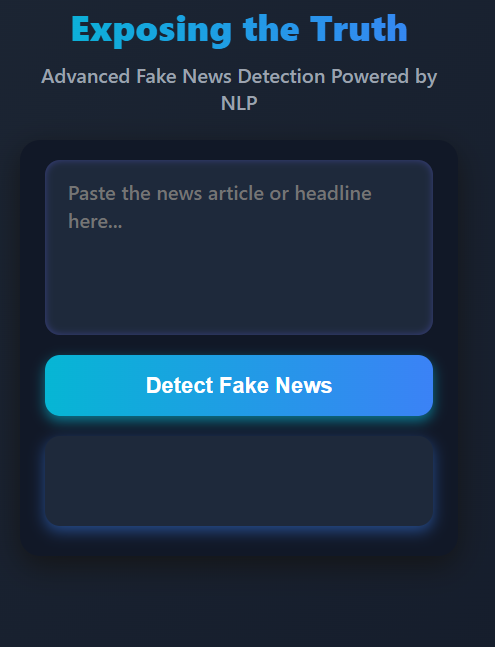 Exposing the Truth
Advanced Fake News Detection Powered by
NLP
Paste the news article or headline
here...
Detect Fake News